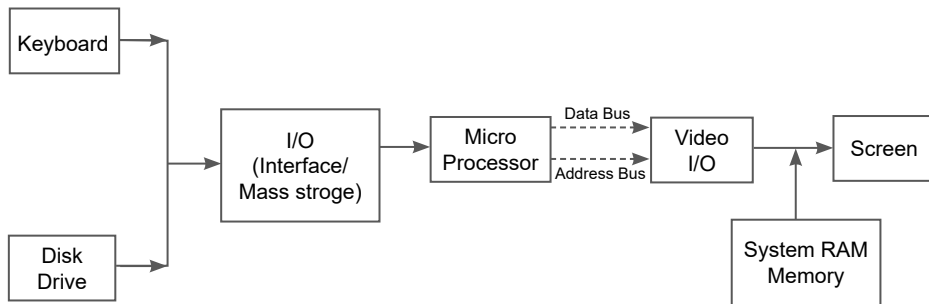 Keyboard
Disk
Drive
I/O
(Interface/
Mass stroge)
Micro
Processor
Data Bus
Address Bus
Video
I/O
Screen
System RAM
Memory